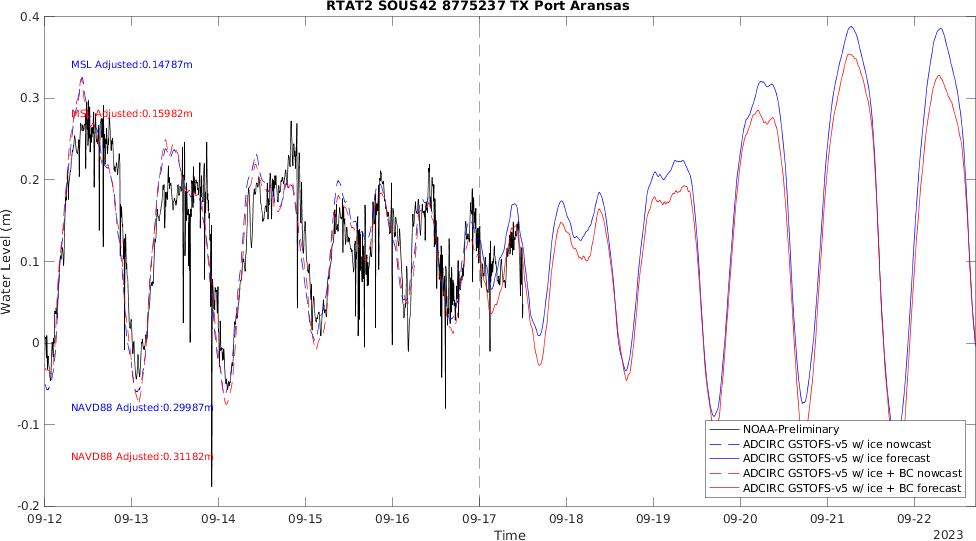 RTAT2 SOUS42 8775237 TX Port Aransas
0.4
0.3
0.2
0.1
0
-0.1
-0.2
Water Level (m)
MSL Adjusted:0.14787m
MSL Adjusted:0.15982m
NAVD88 Adjusted:0.29987m
NAVD88 Adjusted:0.31182m
NOAA-Preliminary
ADCIRC GSTOFS-v5 w/ ice nowcast
ADCIRC GSTOFS-v5 w/ ice forecast
ADCIRC GSTOFS-v5 w/ ice + BC nowcast
ADCIRC GSTOFS-v5 w/ ice + BC forecast
09-12 09-13 09-14 09-15 09-16 09-17 09-18 09-19 09-20 09-21 09-22
Time
2023